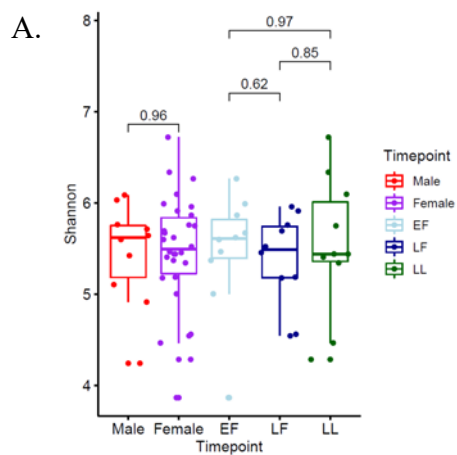 A.
8
7
6
5
4
Shannon
0.97
0.85
0.62
0.96
Male Female EF LF LL
Timepoint
Timepoint
Male
Female
EF
LF
LL